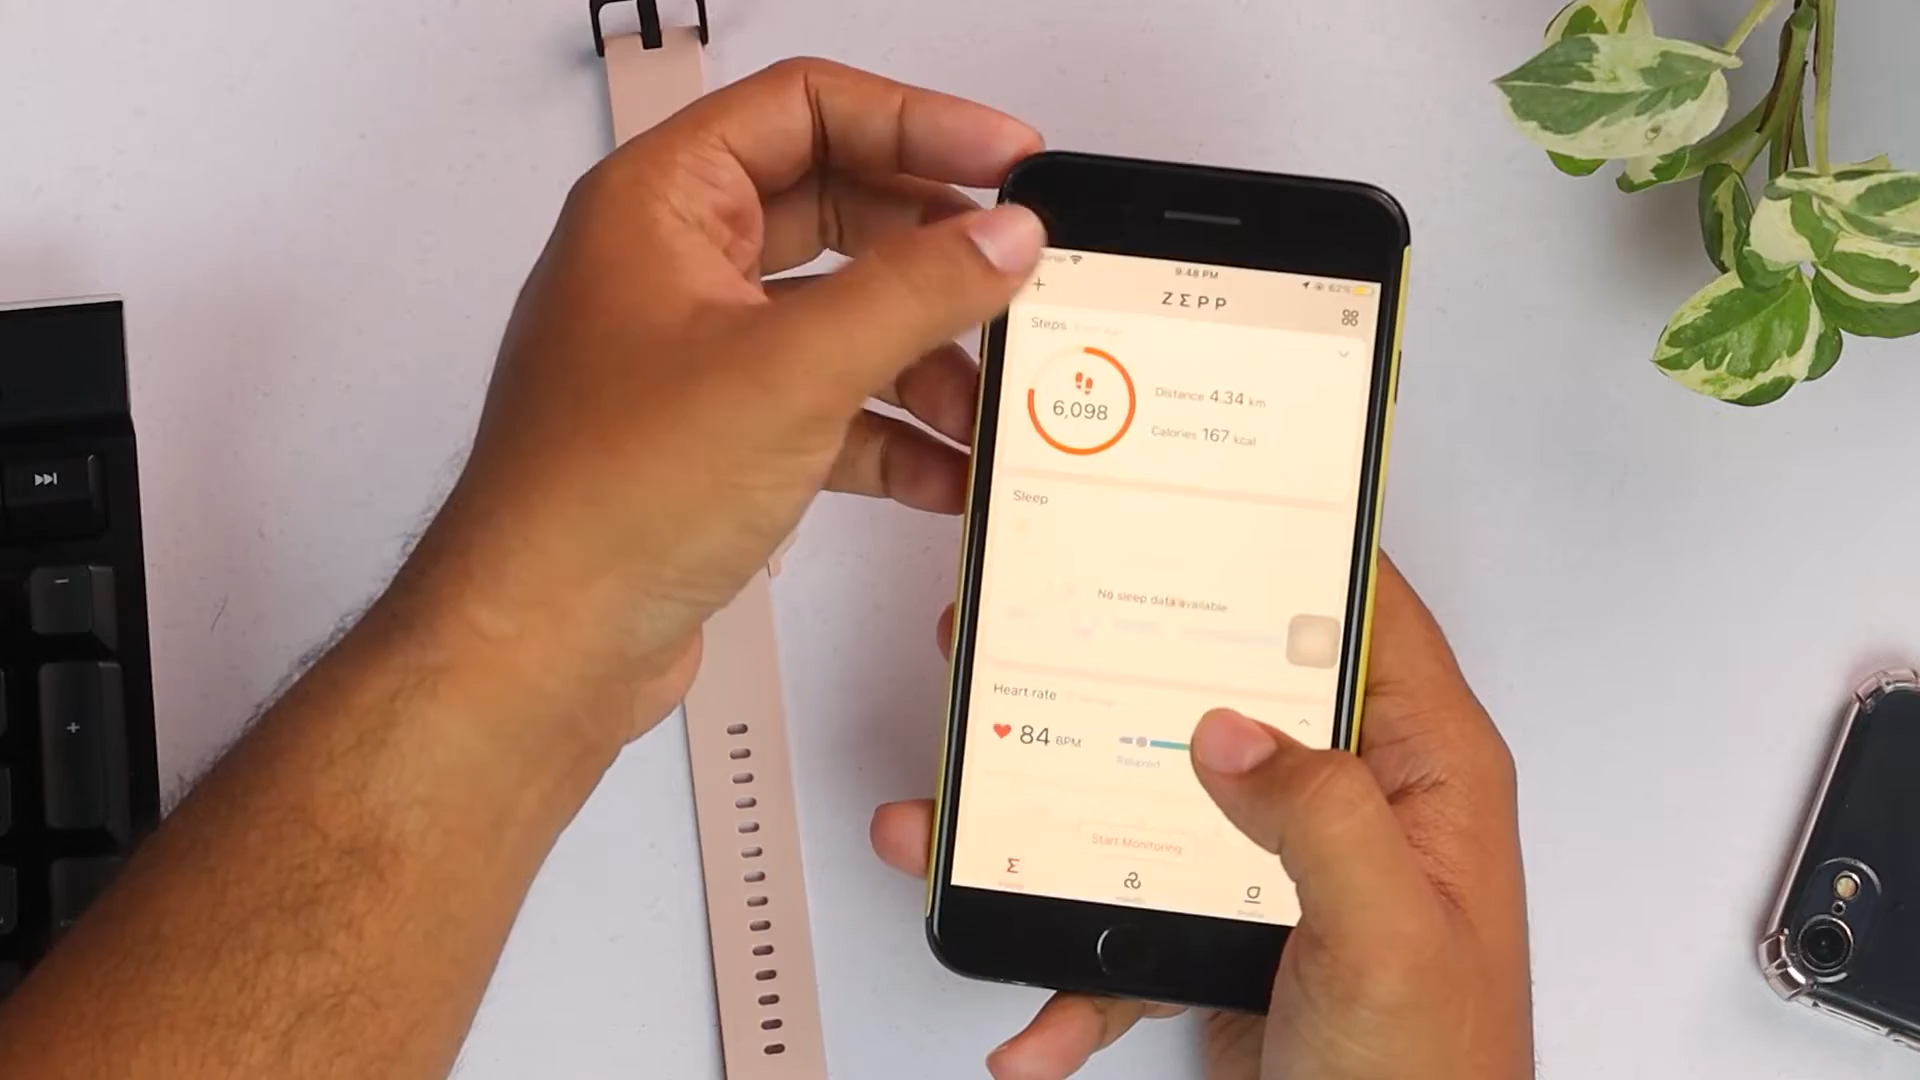 9:48 PM
62%
+
ZΣPP
Steps
6,098
Distance 4.34 km
Calories 167 kcal
Sleep
No sleep data available
Heart rate
84 BPM
Relaxed
Start Monitoring
Σ
+